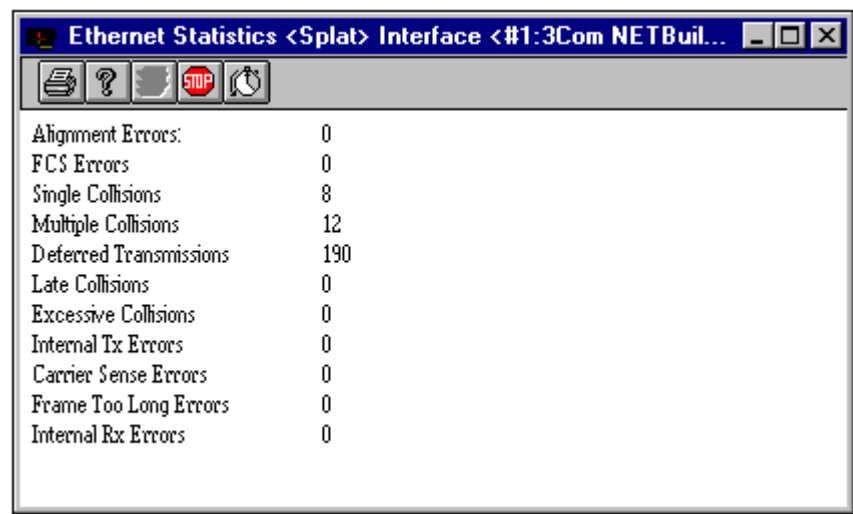 Ethernet Statistics <Splat> Interface <#1:3Com NETBuil...
STOP
Alignment Errors: 0
FCS Errors 0
Single Collisions 8
Multiple Collisions 12
Deferred Transmissions 190
Late Collisions 0
Excessive Collisions 0
Internal Tx Errors 0
Carrier Sense Errors 0
Frame Too Long Errors 0
Internal Rx Errors 0